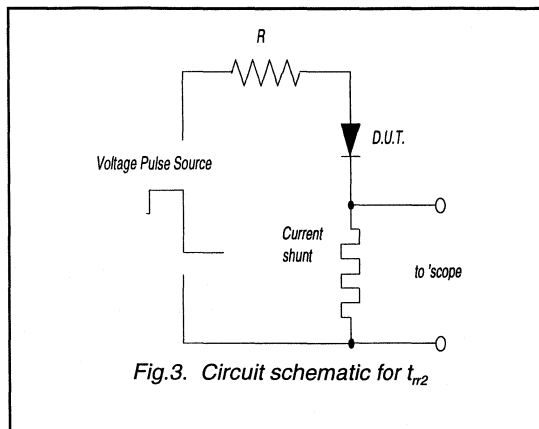 R
D.U.T.
Voltage Pulse Source
Current
shunt
to 'scope
Fig.3. Circuit schematic for trr2